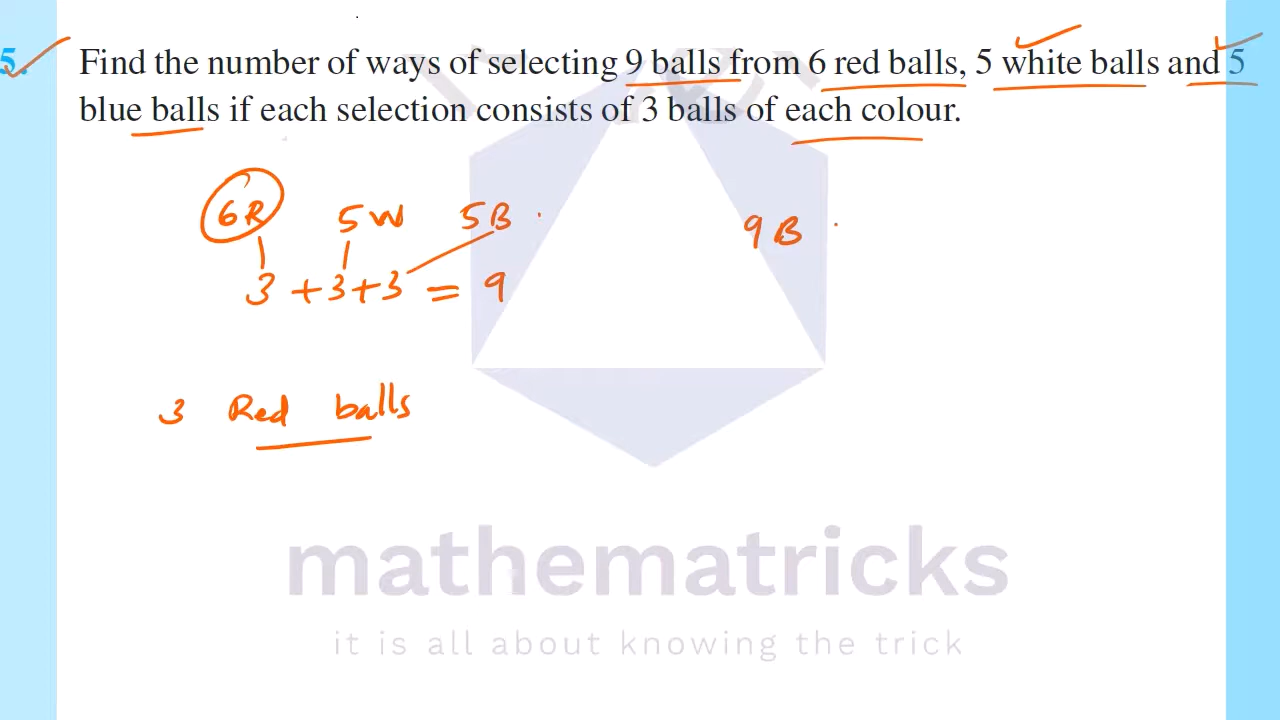 5. Find the number of ways of selecting 9 balls from 6 red balls, 5 white balls and 5
blue balls if each selection consists of 3 balls of each colour.
6R 5W 5B 9B
3 + 3 + 3 = 9
3 Red balls
mathematricks
it is all about knowing the trick